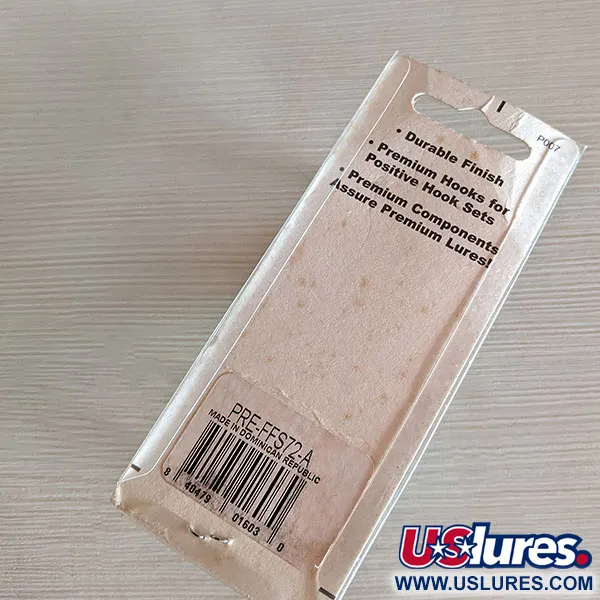 P007
• Durable Finish
• Premium Hooks for
Positive Hook Sets
• Premium Components
Assure Premium Lures!
PRE-FFS72-A
MADE IN DOMINICAN REPUBLIC
8 40479 01603 0
USlures.
WWW.USLURES.COM